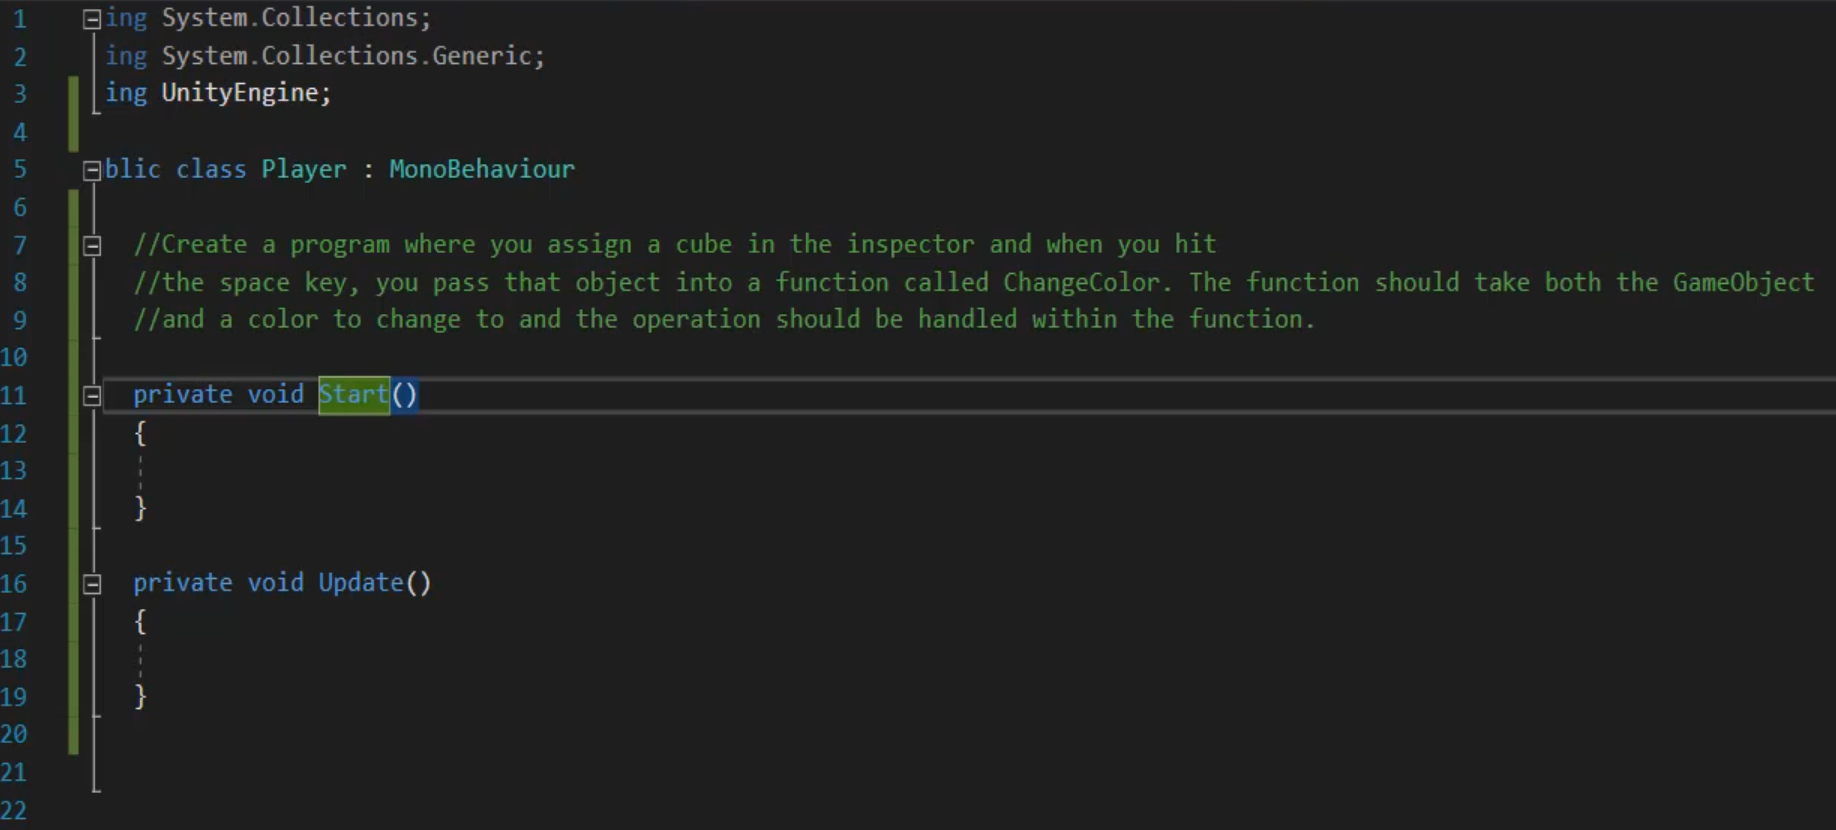 1 ing System.Collections;
2 ing System.Collections.Generic;
3 ing UnityEngine;
4
5 blic class Player : MonoBehaviour
6
7 //Create a program where you assign a cube in the inspector and when you hit
8 //the space key, you pass that object into a function called ChangeColor. The function should take both the GameObject
9 //and a color to change to and the operation should be handled within the function.
10
11 private void Start()
12 {
13
14 }
15
16 private void Update()
17 {
18
19 }
20
21
22